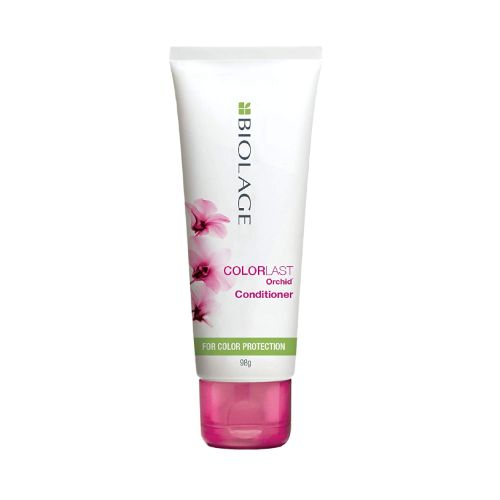 BIOLAGE
COLORLAST
Orchid
Conditioner
FOR COLOR PROTECTION
98g